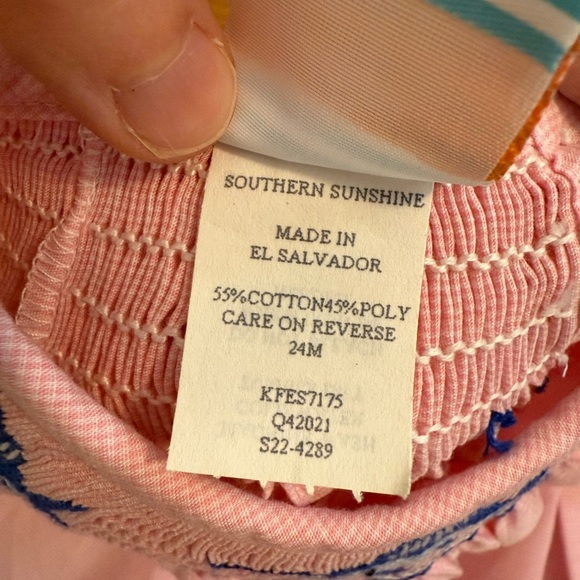 SOUTHERN SUNSHINE
MADE IN
EL SALVADOR
55%COTTON45%POLY
CARE ON REVERSE
24M
KFES7175
Q42021
S22-4289